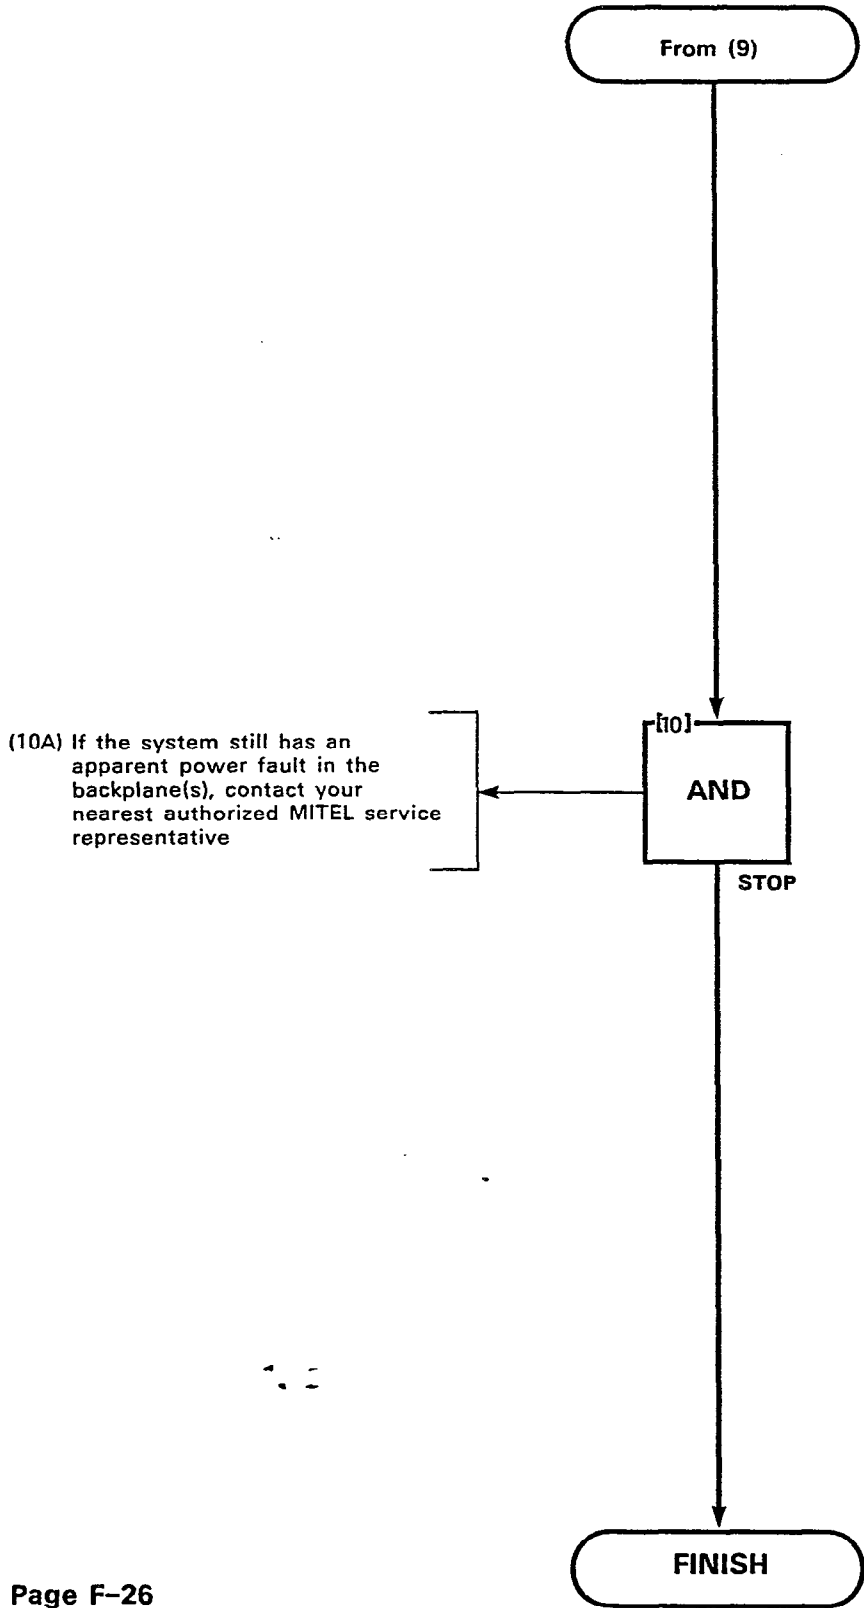 From (9)
[10]
(10A) If the system still has an
apparent power fault in the
backplane(s), contact your
nearest authorized MITEL service
representative
AND
STOP
FINISH
Page F–26